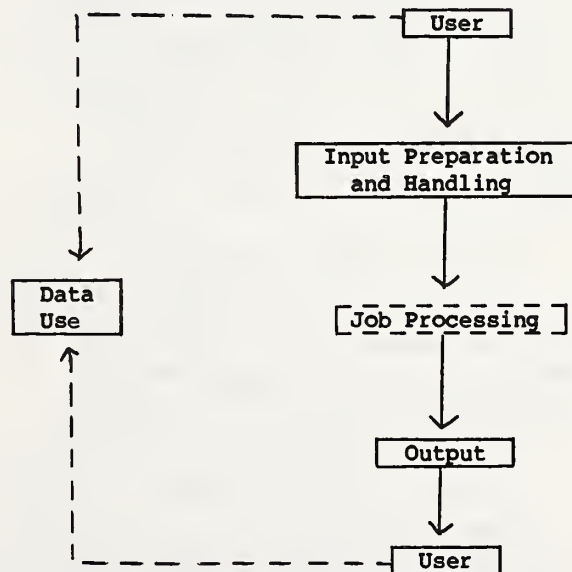 User
Input Preparation
and Handling
Data
Use
Job Processing
Output
User